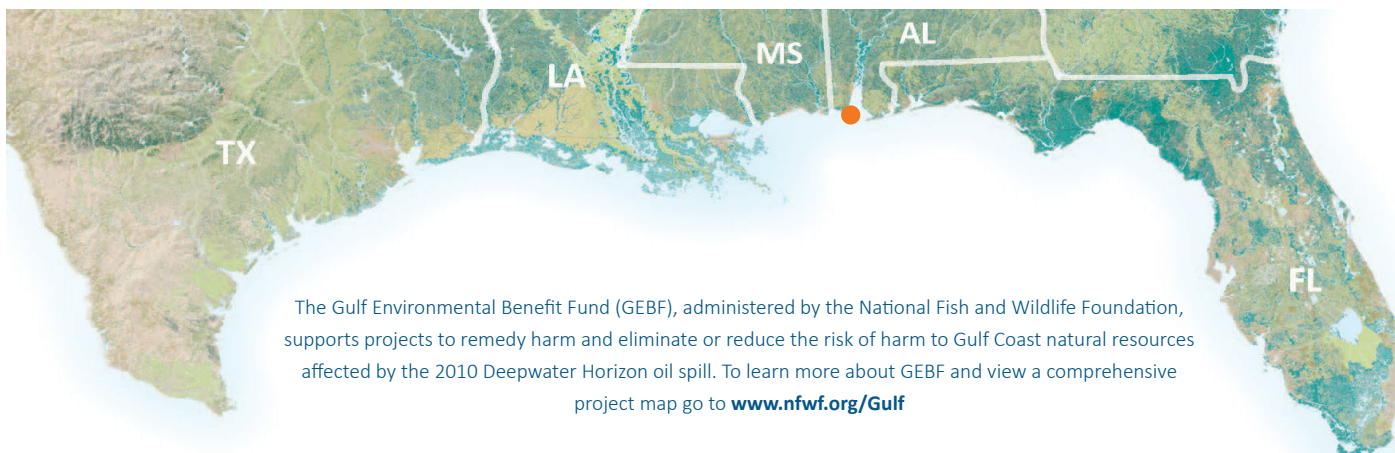 AL
MS
LA
TX
FL
The Gulf Environmental Benefit Fund (GEBF), administered by the National Fish and Wildlife Foundation,
supports projects to remedy harm and eliminate or reduce the risk of harm to Gulf Coast natural resources
affected by the 2010 Deepwater Horizon oil spill. To learn more about GEBF and view a comprehensive
project map go to www.nfwf.org/Gulf